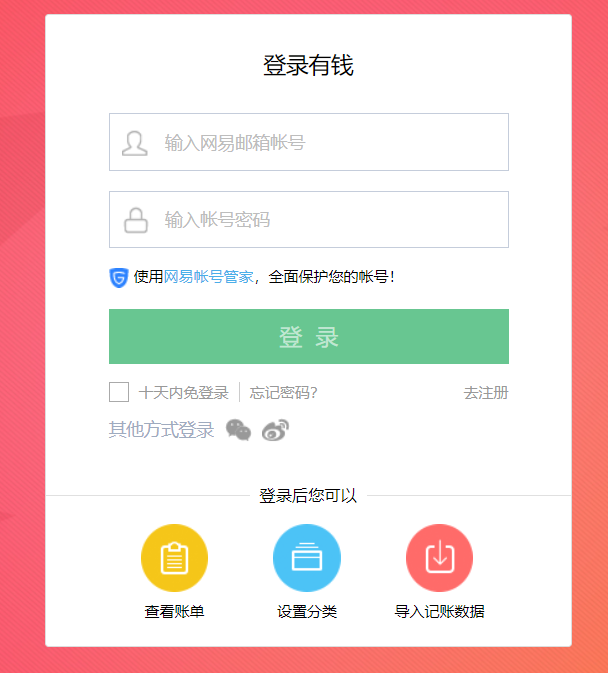 登录有钱
输入网易邮箱帐号
输入帐号密码
使用网易帐号管家，全面保护您的帐号！
登 录
十天内免登录 忘记密码? 去注册
其他方式登录
登录后您可以
查看账单 设置分类 导入记账数据